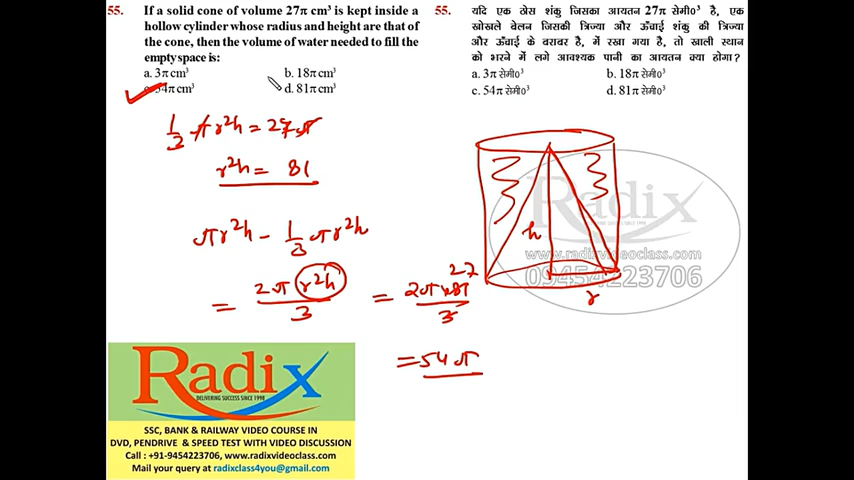 55. If a solid cone of volume 27π cm³ is kept inside a
hollow cylinder whose radius and height are that of
the cone, then the volume of water needed to fill the
empty space is:
a. 3π cm³ b. 18π cm³
c. 54π cm³ d. 81π cm³
55. यदि एक ठोस शंकु जिसका आयतन 27π सेमी0³ है, एक
खोखले बेलन जिसकी त्रिज्या और ऊँचाई शंकु की त्रिज्या
और ऊँचाई के बराबर है, में रखा गया है, तो खाली स्थान
को भरने में लगे आवश्यक पानी का आयतन क्या होगा?
a. 3π सेमी0³ b. 18π सेमी0³
c. 54π सेमी0³ d. 81π सेमी0³
1/3 πr²h = 27π
r²h = 81
πr²h - 1/3 πr²h
= 2π r²h / 3 = 2π x 81 / 3
27
= 54π
h
r
Radix
www.radixvideoclass.com
09454223706
Radix
DELIVERING SUCCESS SINCE 1998
SSC, BANK & RAILWAY VIDEO COURSE IN
DVD, PENDRIVE & SPEED TEST WITH VIDEO DISCUSSION
Call : +91-9454223706, www.radixvideoclass.com
Mail your query at radixclass4you@gmail.com